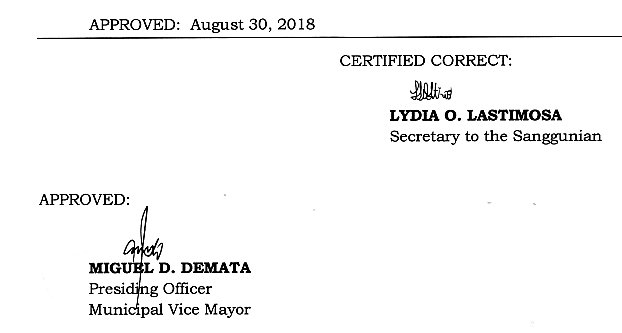 APPROVED: August 30, 2018
CERTIFIED CORRECT:
LYDIA O. LASTIMOSA
Secretary to the Sanggunian
APPROVED:
MIGUEL D. DEMATA
Presiding Officer
Municipal Vice Mayor